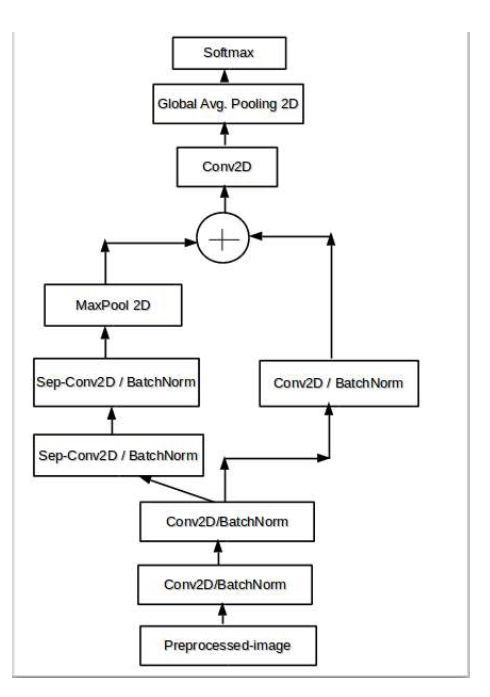 Softmax
Global Avg. Pooling 2D
Conv2D
MaxPool 2D
Sep-Conv2D / BatchNorm
Conv2D / BatchNorm
Sep-Conv2D / BatchNorm
Conv2D/BatchNorm
Conv2D/BatchNorm
Preprocessed-image